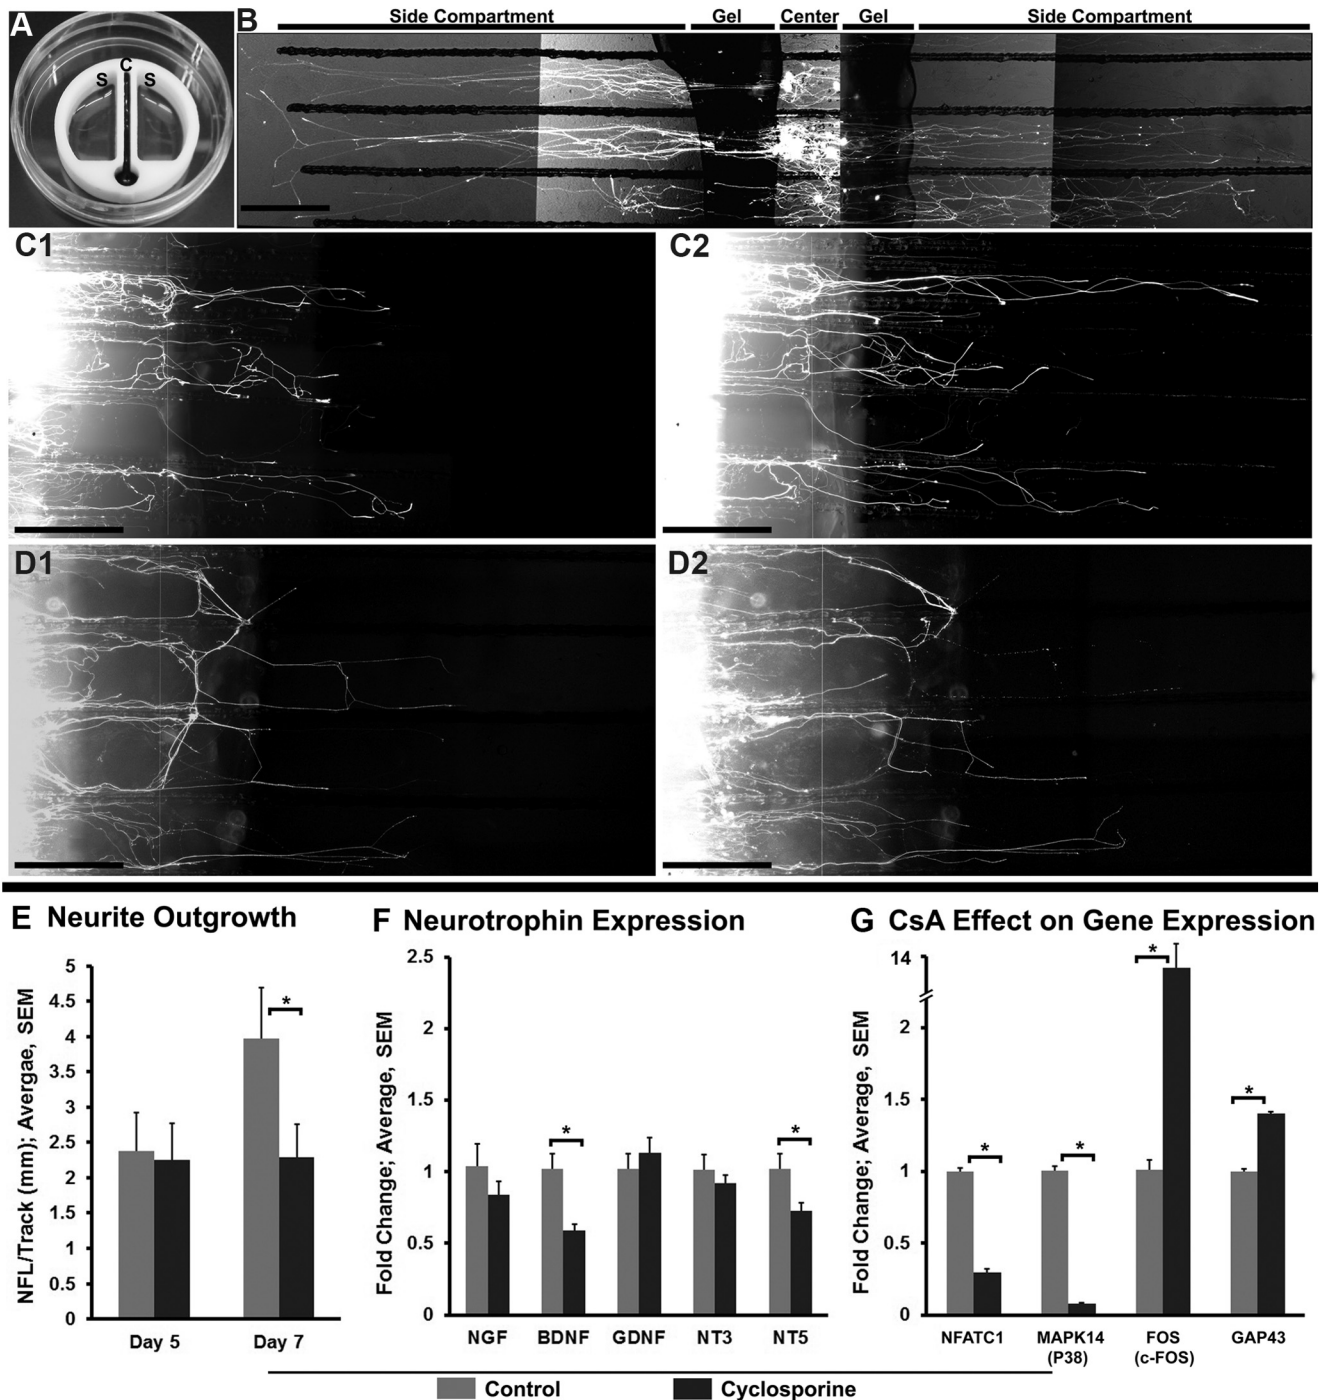 A
S C S
B
Side Compartment Gel Center Gel Side Compartment
C1
C2
D1
D2
E Neurite Outgrowth
NFL/Track (mm); Avergae, SEM
5
4.5
4
3.5
3
2.5
2
1.5
1
0.5
0
*
Day 5 Day 7
F Neurotrophin Expression
Fold Change; Average, SEM
2.5
2
1.5
1
0.5
0
* *
NGF BDNF GDNF NT3 NT5
G CsA Effect on Gene Expression
Fold Change; Average, SEM
14
2
1.5
1
0.5
0
* * * *
NFATC1 MAPK14 FOS GAP43
(P38) (c-FOS)
Control Cyclosporine